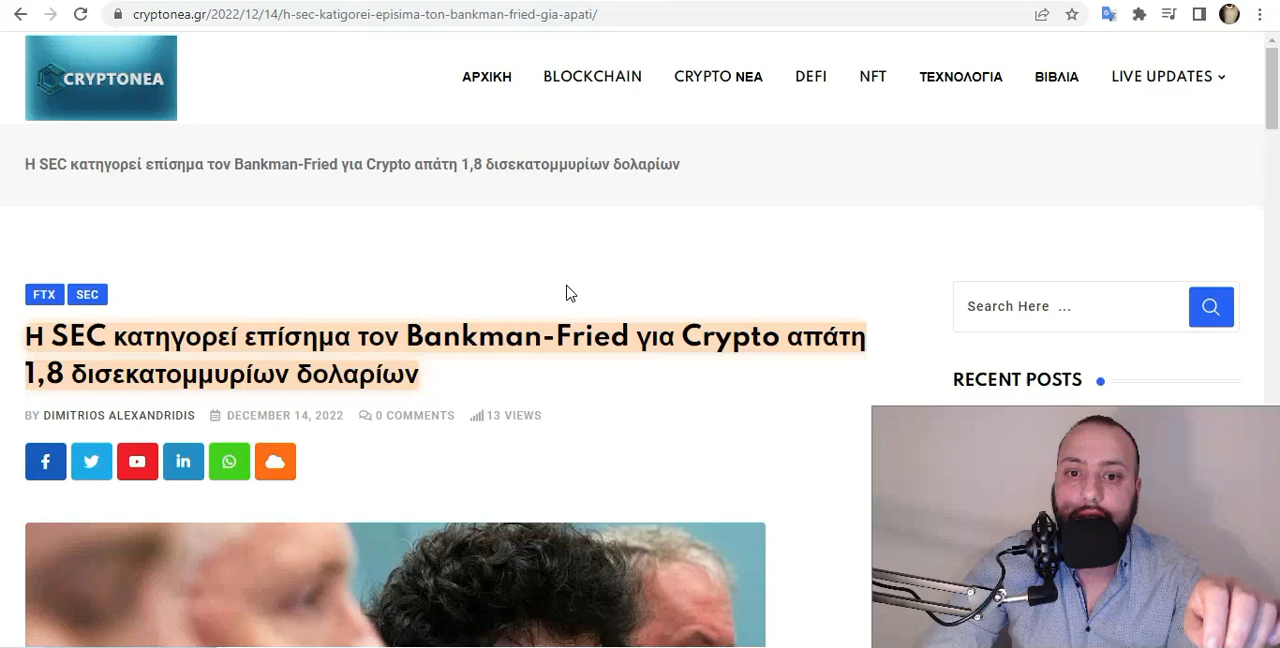 cryptonea.gr/2022/12/14/h-sec-katigorei-episima-ton-bankman-fried-gia-apati/
CRYPTONEA
ΑΡΧΙΚΗ BLOCKCHAIN CRYPTO ΝΕΑ DEFI NFT ΤΕΧΝΟΛΟΓΙΑ ΒΙΒΛΙΑ LIVE UPDATES
Η SEC κατηγορεί επίσημα τον Bankman-Fried για Crypto απάτη 1,8 δισεκατομμυρίων δολαρίων
FTX SEC
Η SEC κατηγορεί επίσημα τον Bankman-Fried για Crypto απάτη
1,8 δισεκατομμυρίων δολαρίων
BY DIMITRIOS ALEXANDRIDIS DECEMBER 14, 2022 0 COMMENTS 13 VIEWS
Search Here ...
RECENT POSTS